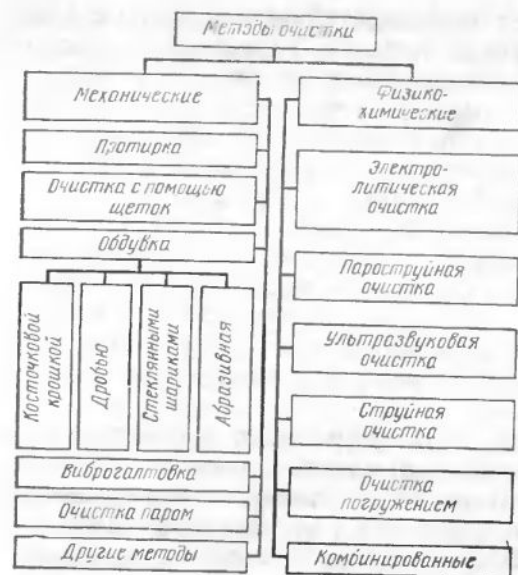 Методы очистки
Механические
Протирка
Очистка с помощью
щеток
Обдувка
Косточковой
крошкой
Дробью
Стеклянными
шариками
Абразивная
Виброгалтовка
Очистка паром
Другие методы
Физико-
химические
Электро-
литическая
очистка
Пароструйная
очистка
Ультразвуковая
очистка
Струйная
очистка
Очистка
погружением
Комбинированные